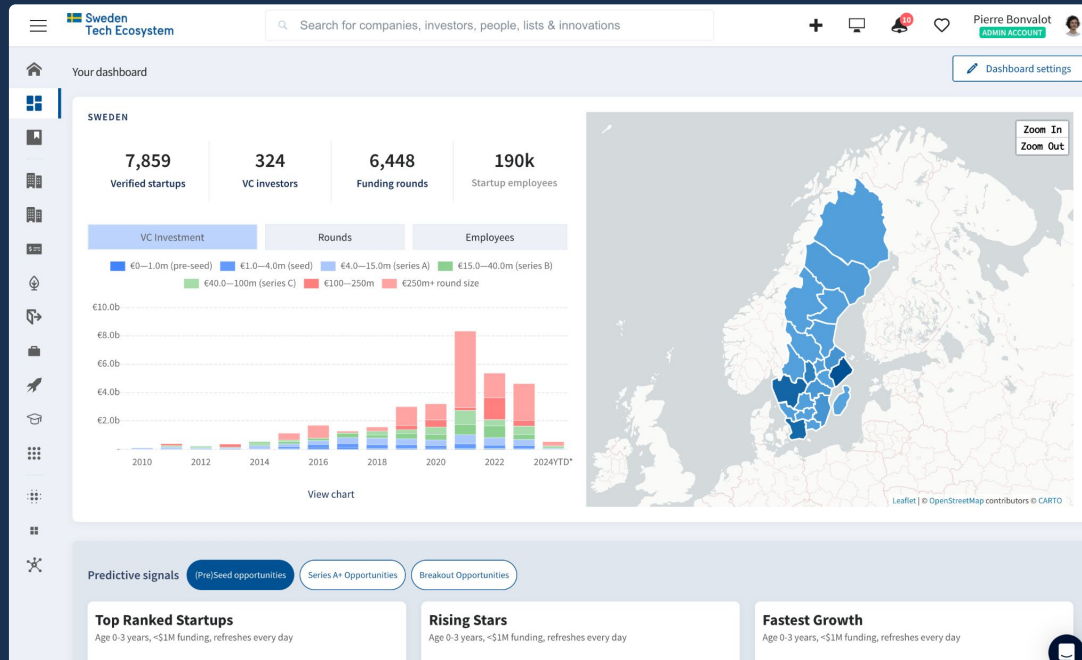 Sweden
Tech Ecosystem
Search for companies, investors, people, lists & innovations
10
Pierre Bonvalot
ADMIN ACCOUNT
Your dashboard
Dashboard settings
SWEDEN
7,859 324 6,448 190k
Verified startups VC investors Funding rounds Startup employees
VC Investment Rounds Employees
€0—1.0m (pre-seed) €1.0—4.0m (seed) €4.0—15.0m (series A) €15.0—40.0m (series B)
€40.0—100m (series C) €100—250m €250m+ round size
€10.0b
€8.0b
€6.0b
€4.0b
€2.0b
2010 2012 2014 2016 2018 2020 2022 2024YTD*
View chart
Zoom In
Zoom Out
Leaflet | © OpenStreetMap contributors © CARTO
Predictive signals (Pre)Seed opportunities Series A+ Opportunities Breakout Opportunities
Top Ranked Startups
Age 0-3 years, <$1M funding, refreshes every day
Rising Stars
Age 0-3 years, <$1M funding, refreshes every day
Fastest Growth
Age 0-3 years, <$1M funding, refreshes every day